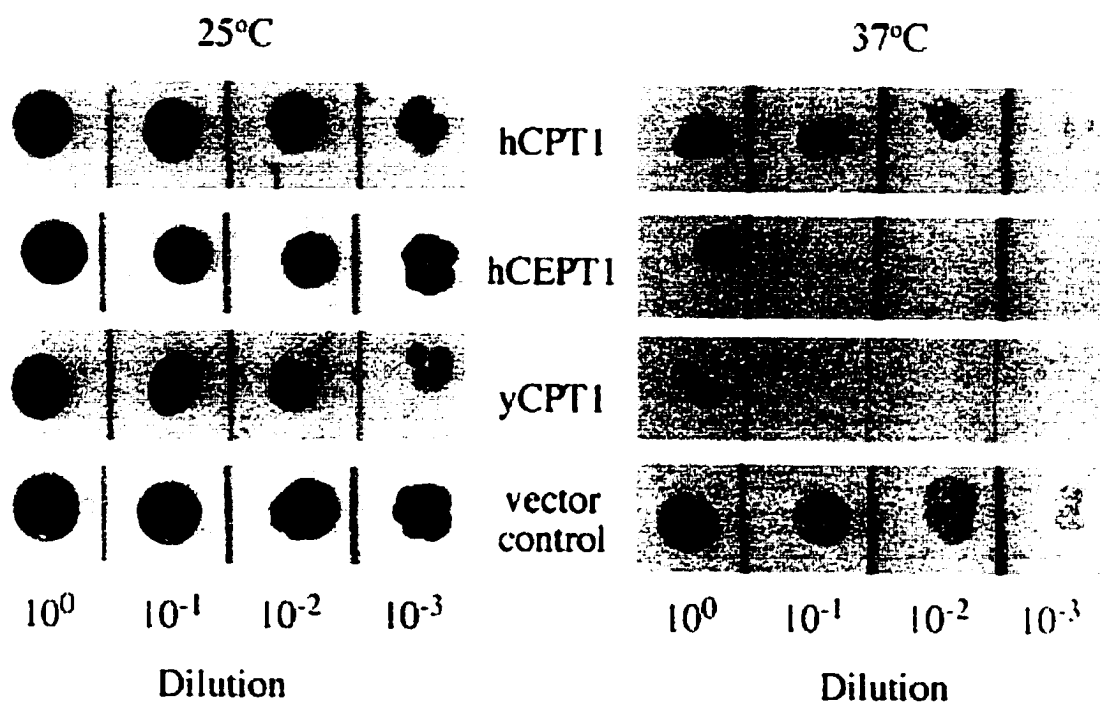 25°C
37°C
hCPT1
hCEPT1
yCPT1
vector
control
10⁰ 10⁻¹ 10⁻² 10⁻³
10⁰ 10⁻¹ 10⁻² 10⁻³
Dilution
Dilution